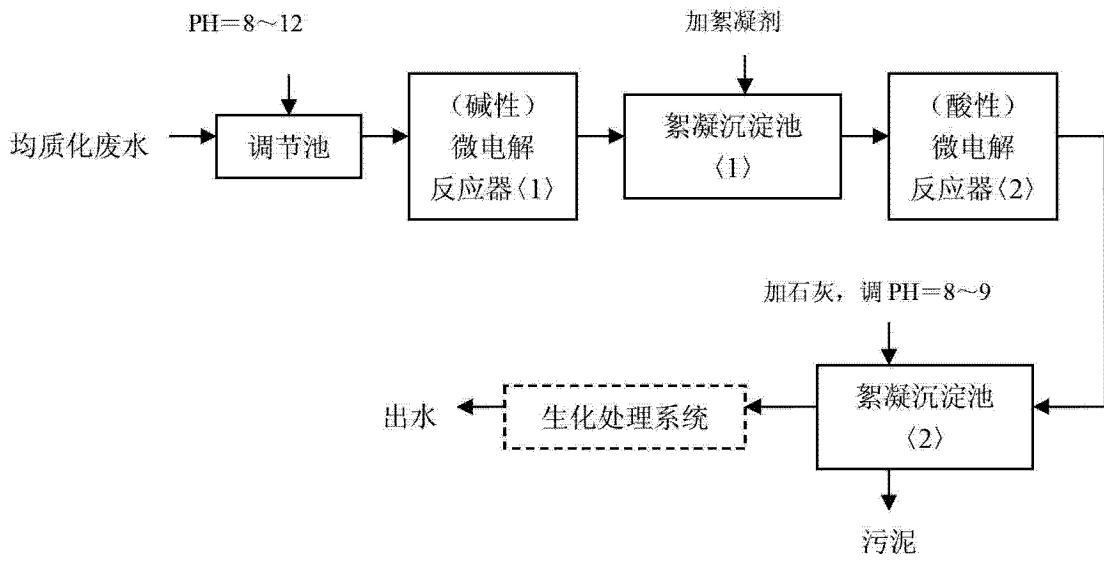 PH＝8～12
加絮凝剂
均质化废水
调节池
（碱性）
微电解
反应器〈1〉
絮凝沉淀池
〈1〉
（酸性）
微电解
反应器〈2〉
加石灰，调 PH＝8～9
出水
生化处理系统
絮凝沉淀池
〈2〉
污泥